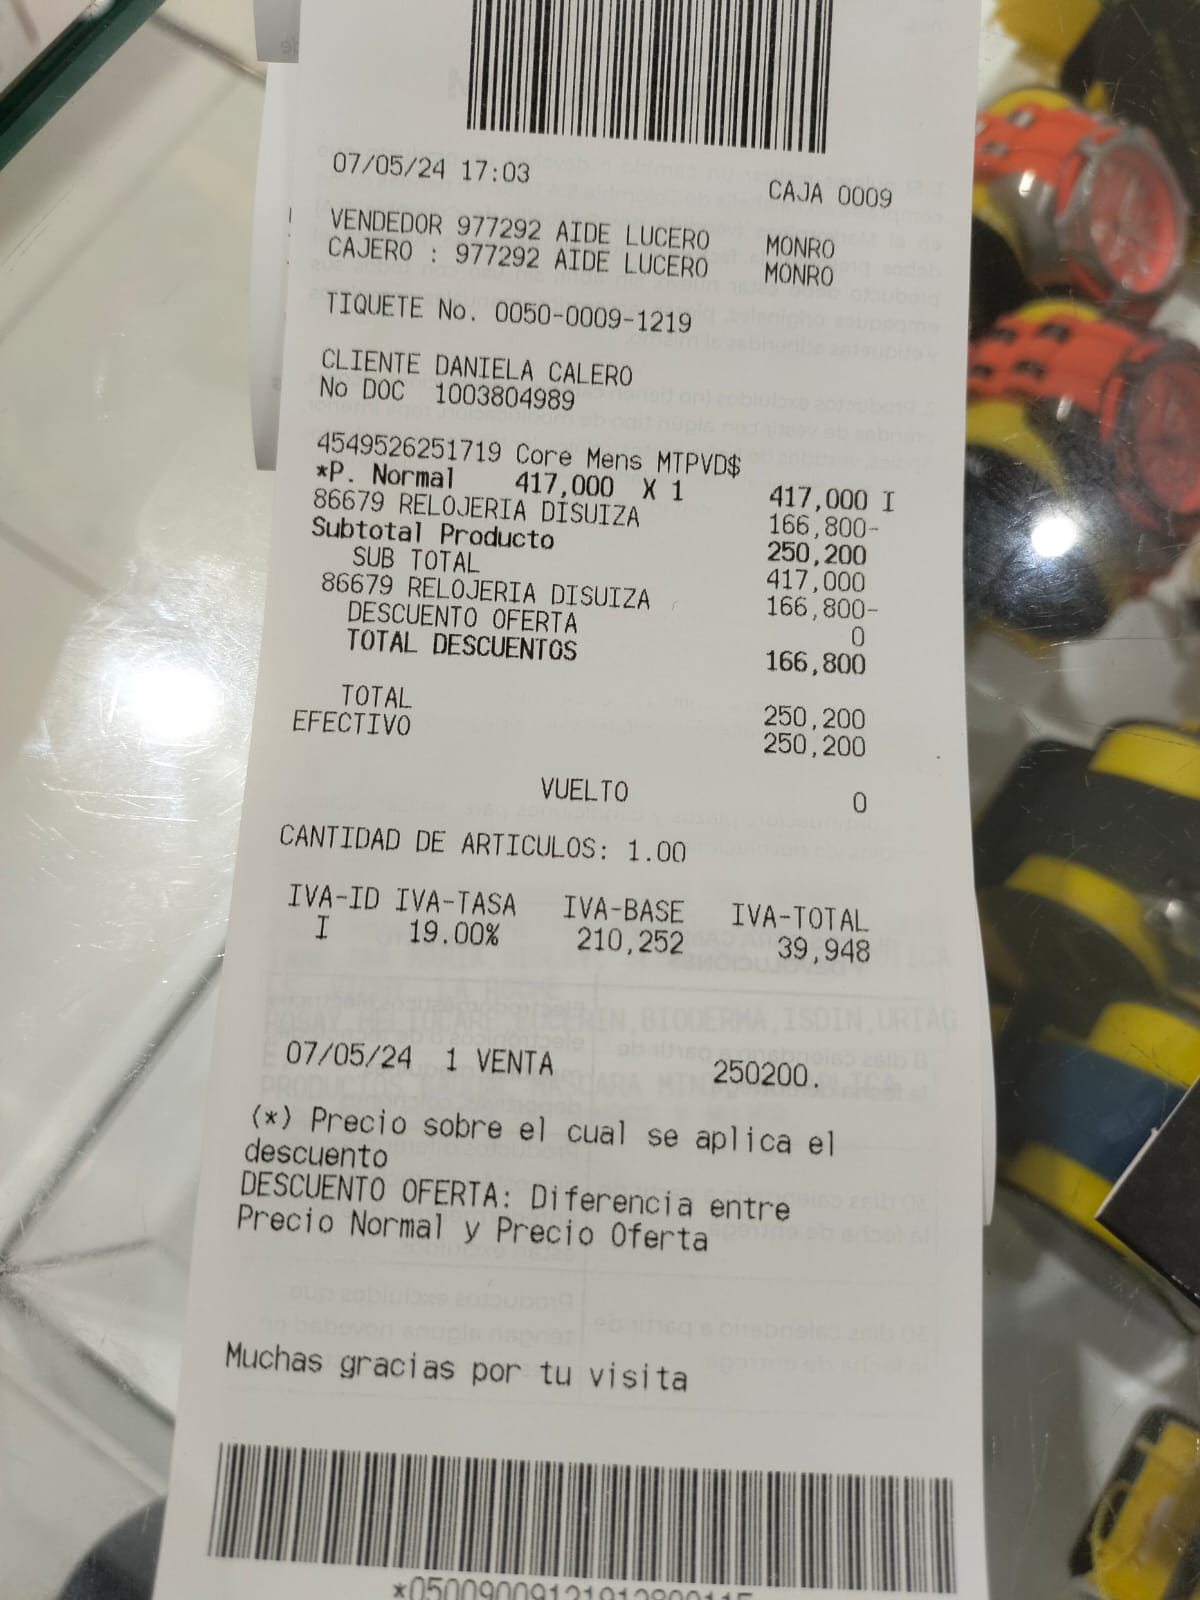 07/05/24 17:03 CAJA 0009
VENDEDOR 977292 AIDE LUCERO MONRO
CAJERO : 977292 AIDE LUCERO MONRO
TIQUETE No. 0050-0009-1219
CLIENTE DANIELA CALERO
No DOC 1003804989
4549526251719 Core Mens MTPVD$
*P. Normal 417,000 X 1 417,000 I
86679 RELOJERIA DISUIZA 166,800-
Subtotal Producto 250,200
SUB TOTAL 417,000
86679 RELOJERIA DISUIZA 166,800-
DESCUENTO OFERTA 0
TOTAL DESCUENTOS 166,800
TOTAL 250,200
EFECTIVO 250,200
VUELTO 0
CANTIDAD DE ARTICULOS: 1.00
IVA-ID IVA-TASA IVA-BASE IVA-TOTAL
I 19.00% 210,252 39,948
07/05/24 1 VENTA 250200.
(*) Precio sobre el cual se aplica el
descuento
DESCUENTO OFERTA: Diferencia entre
Precio Normal y Precio Oferta
Muchas gracias por tu visita